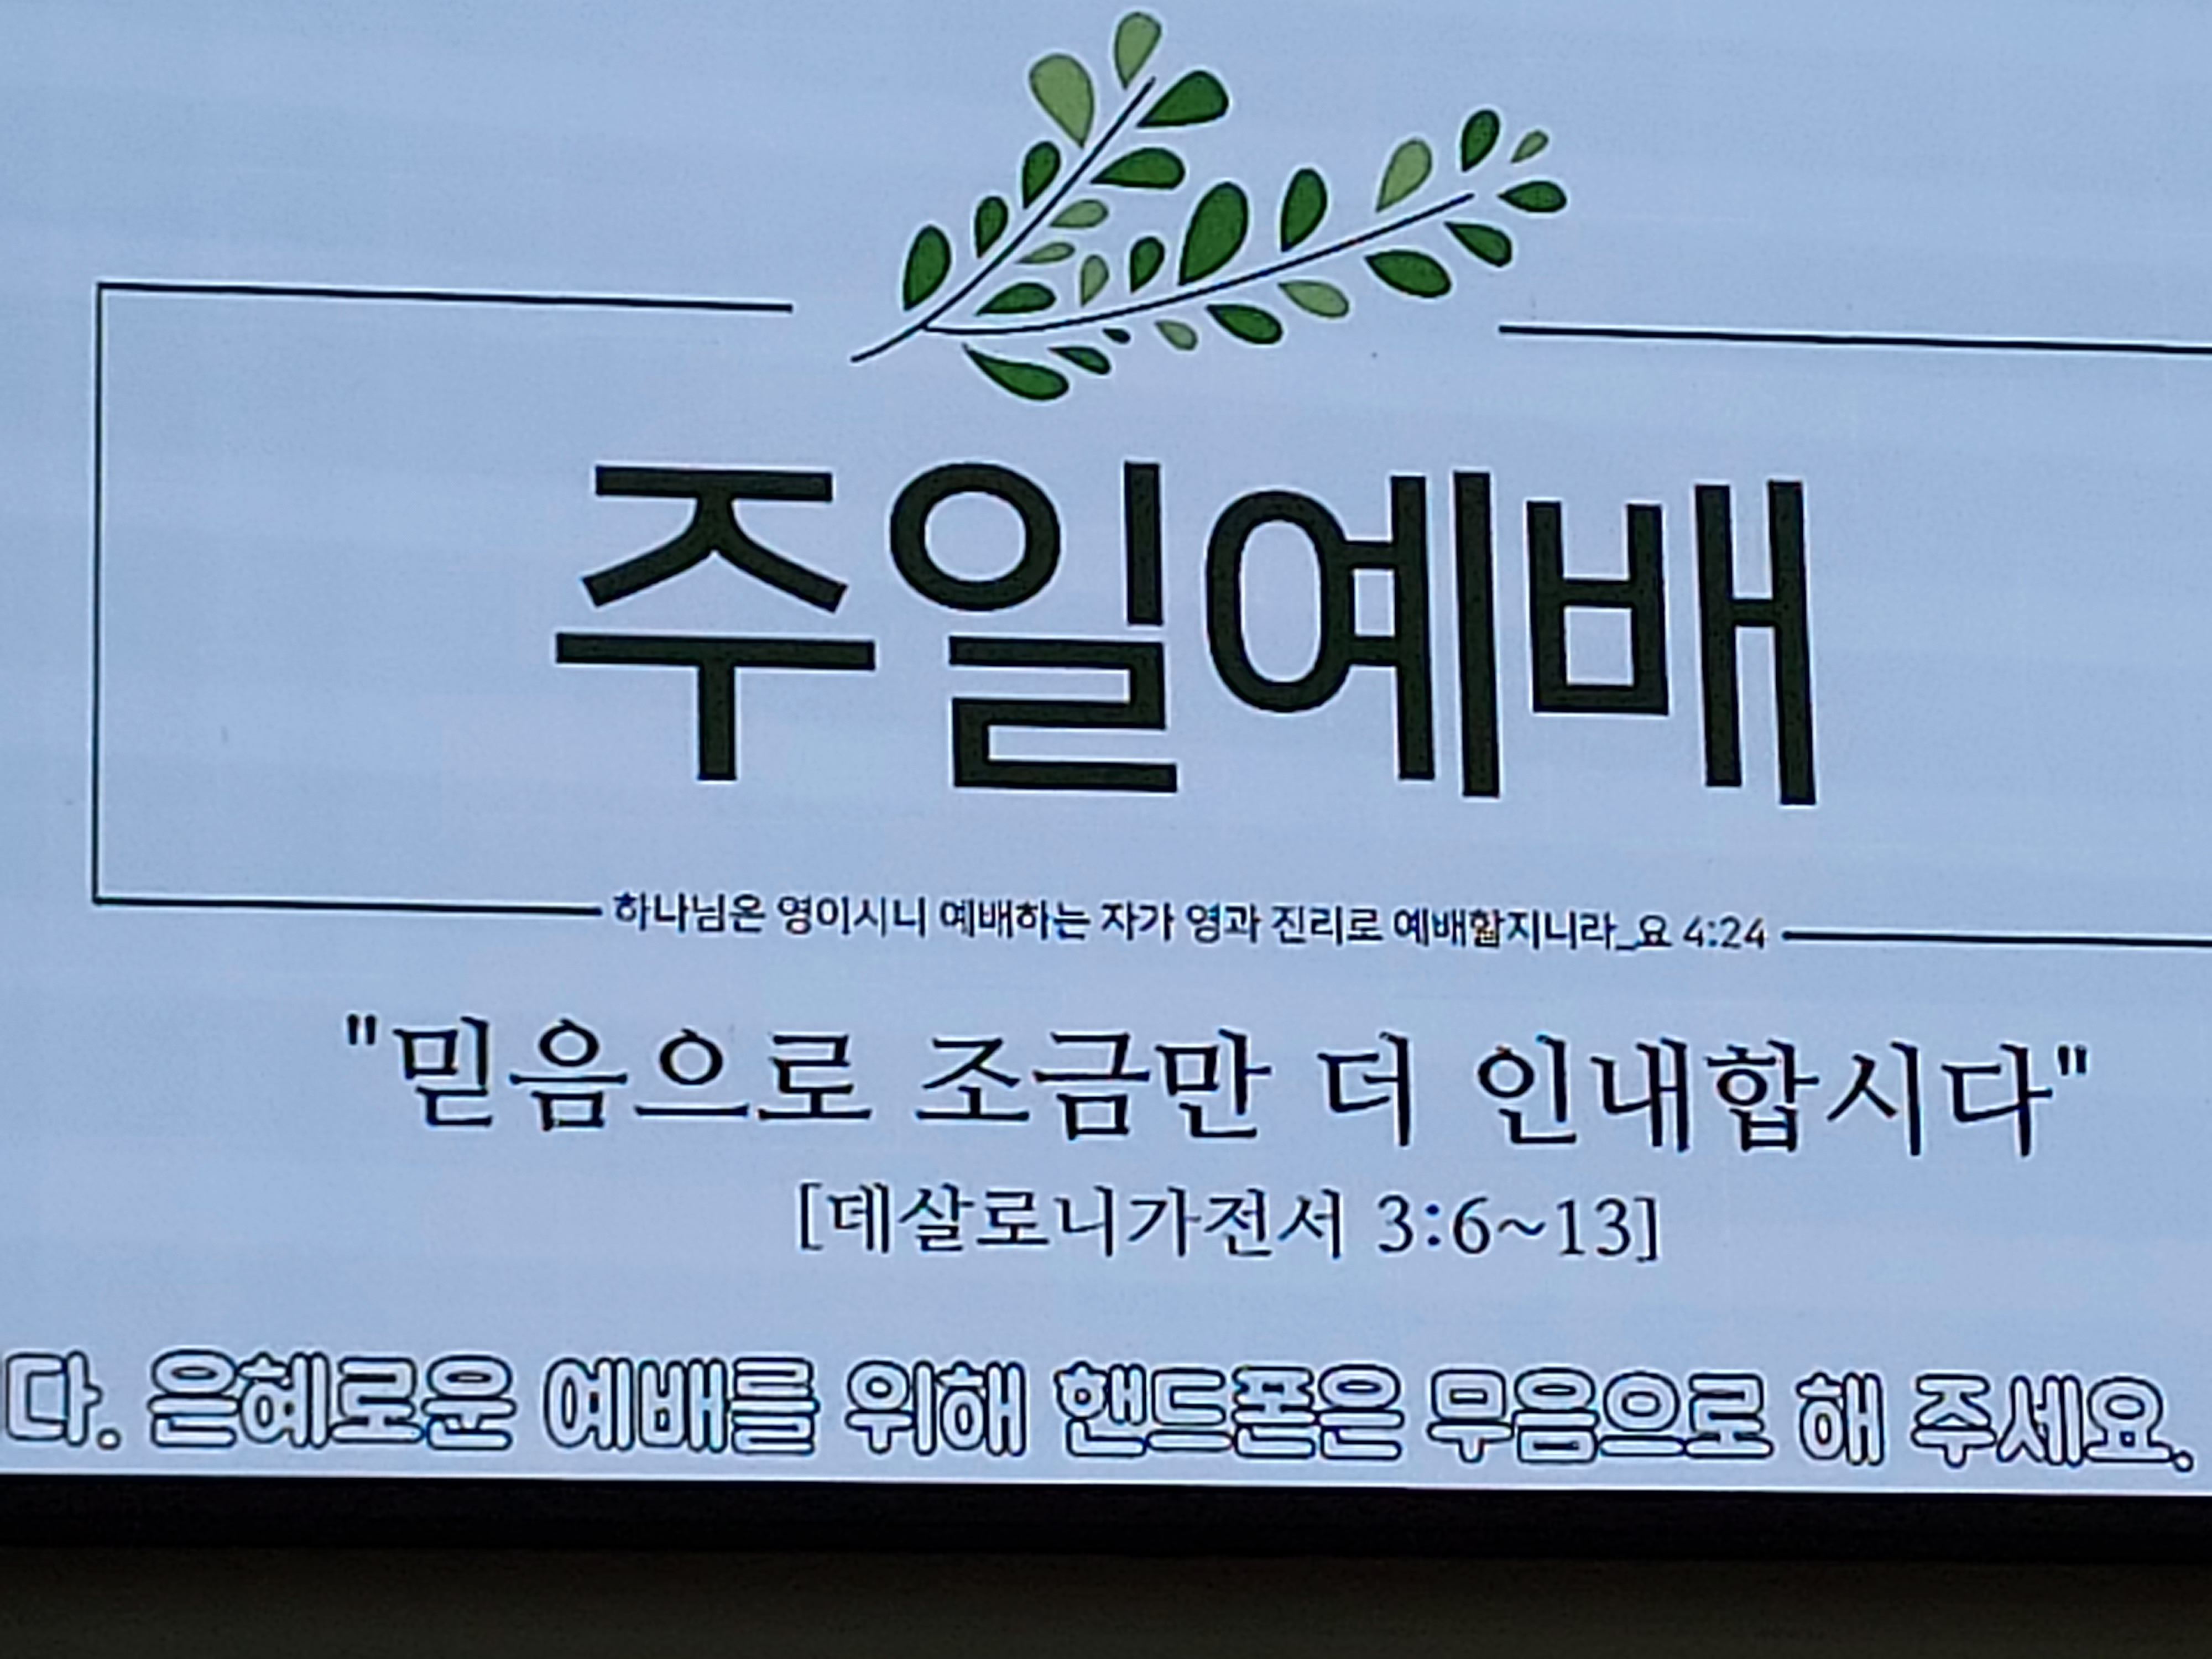 주일예배
하나님은 영이시니 예배하는 자가 영과 진리로 예배할지니라_요 4:24
"믿음으로 조금만 더 인내합시다"
[데살로니가전서 3:6~13]
다. 은혜로운 예배를 위해 핸드폰은 무음으로 해 주세요.